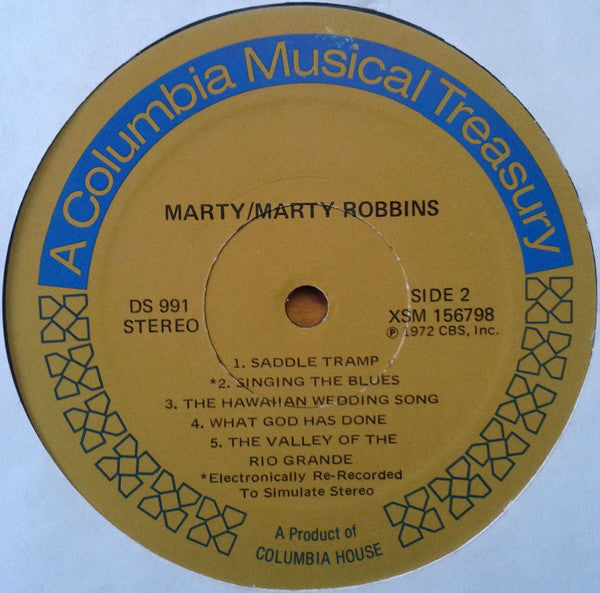 A Columbia Musical Treasury
MARTY/MARTY ROBBINS
DS 991
STEREO
SIDE 2
XSM 156798
Ⓟ 1972 CBS, Inc.
1. SADDLE TRAMP
*2. SINGING THE BLUES
3. THE HAWAIIAN WEDDING SONG
4. WHAT GOD HAS DONE
5. THE VALLEY OF THE
RIO GRANDE
*Electronically Re-Recorded
To Simulate Stereo
A Product of
COLUMBIA HOUSE